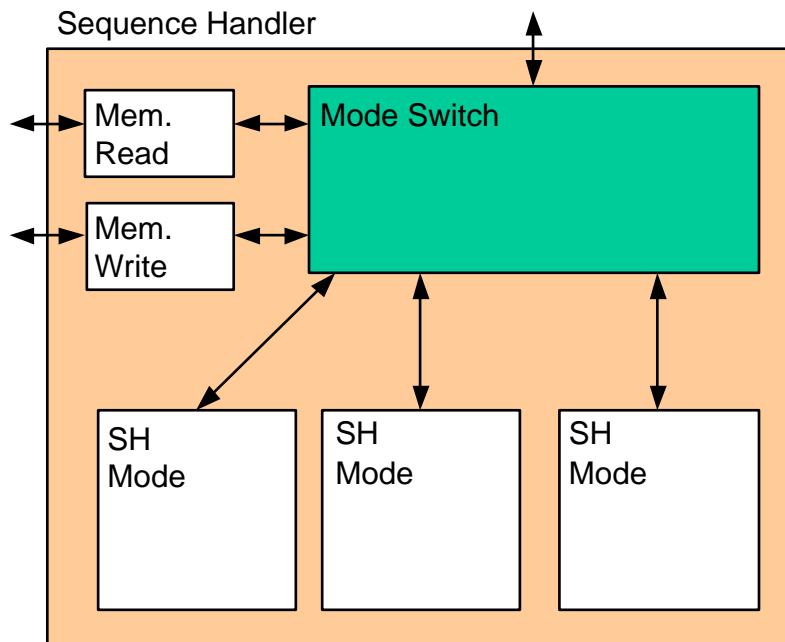 Sequence Handler
Mem.
Read
Mode Switch
Mem.
Write
SH
Mode
SH
Mode
SH
Mode